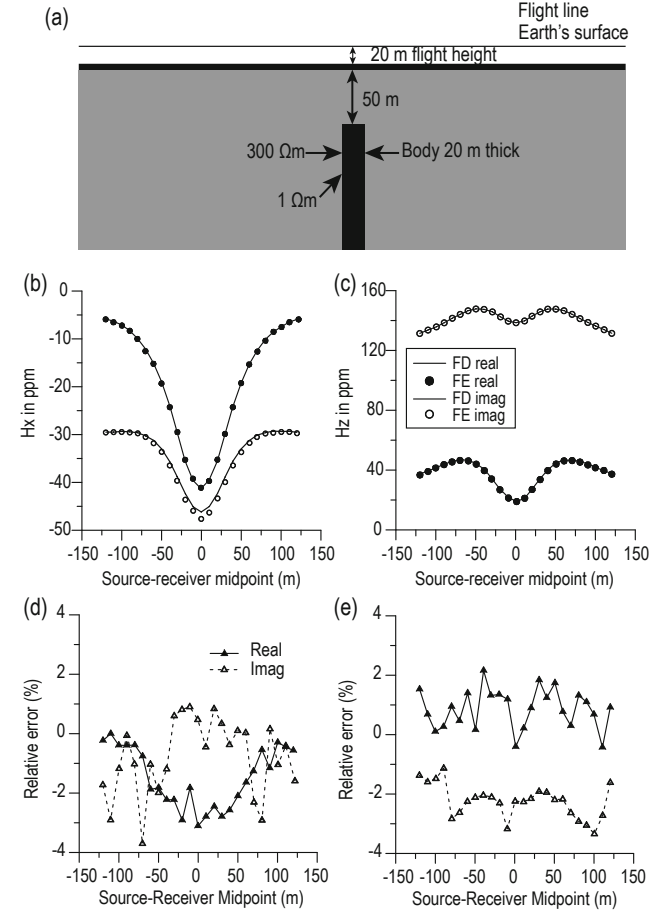 (a)
Flight line
Earth's surface
20 m flight height
50 m
300 Ωm
Body 20 m thick
1 Ωm
(b)
0
-10
-20
-30
-40
-50
Hx in ppm
-150 -100 -50 0 50 100 150
Source-receiver midpoint (m)
(c)
160
120
80
40
0
Hz in ppm
FD real
FE real
FD imag
FE imag
-150 -100 -50 0 50 100 150
Source-receiver midpoint (m)
(d)
4
2
0
-2
-4
Relative error (%)
Real
Imag
-150 -100 -50 0 50 100 150
Source-Receiver Midpoint (m)
(e)
4
2
0
-2
-4
Relative error (%)
-150 -100 -50 0 50 100 150
Source-Receiver Midpoint (m)